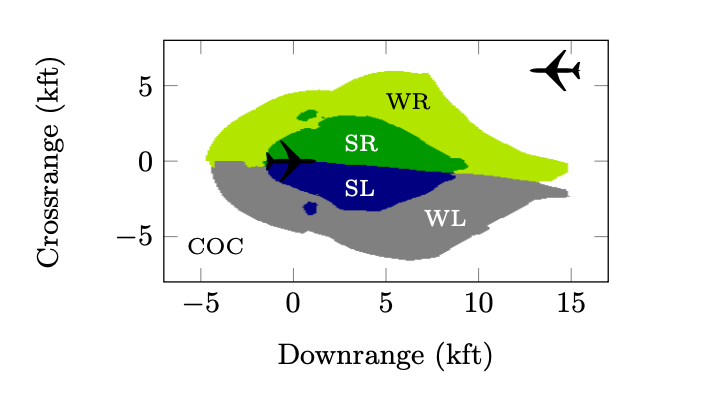 Crossrange (kft)
5
0
−5
WR
SR
SL
WL
COC
−5
0
5
10
15
Downrange (kft)